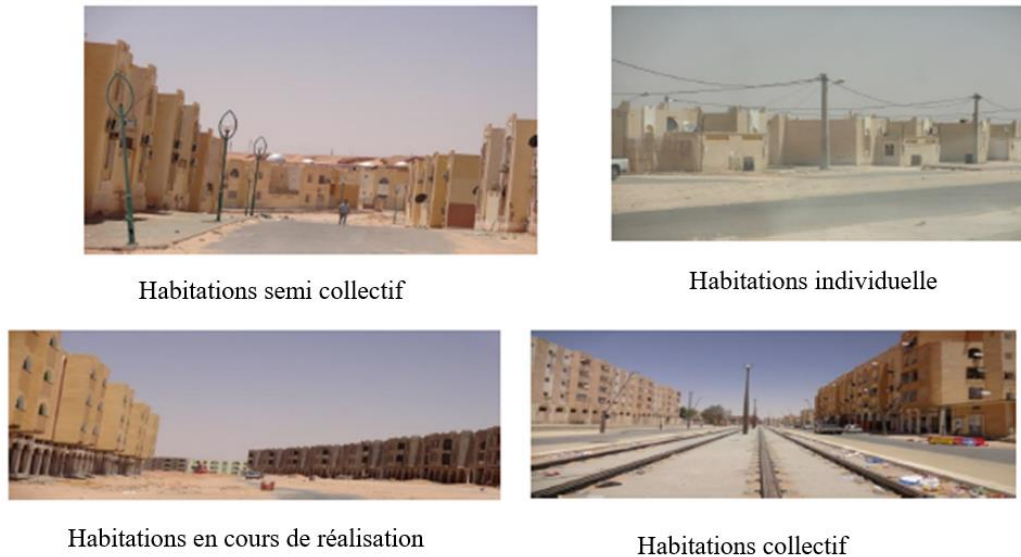 Habitations semi collectif
Habitations individuelle
Habitations en cours de réalisation
Habitations collectif